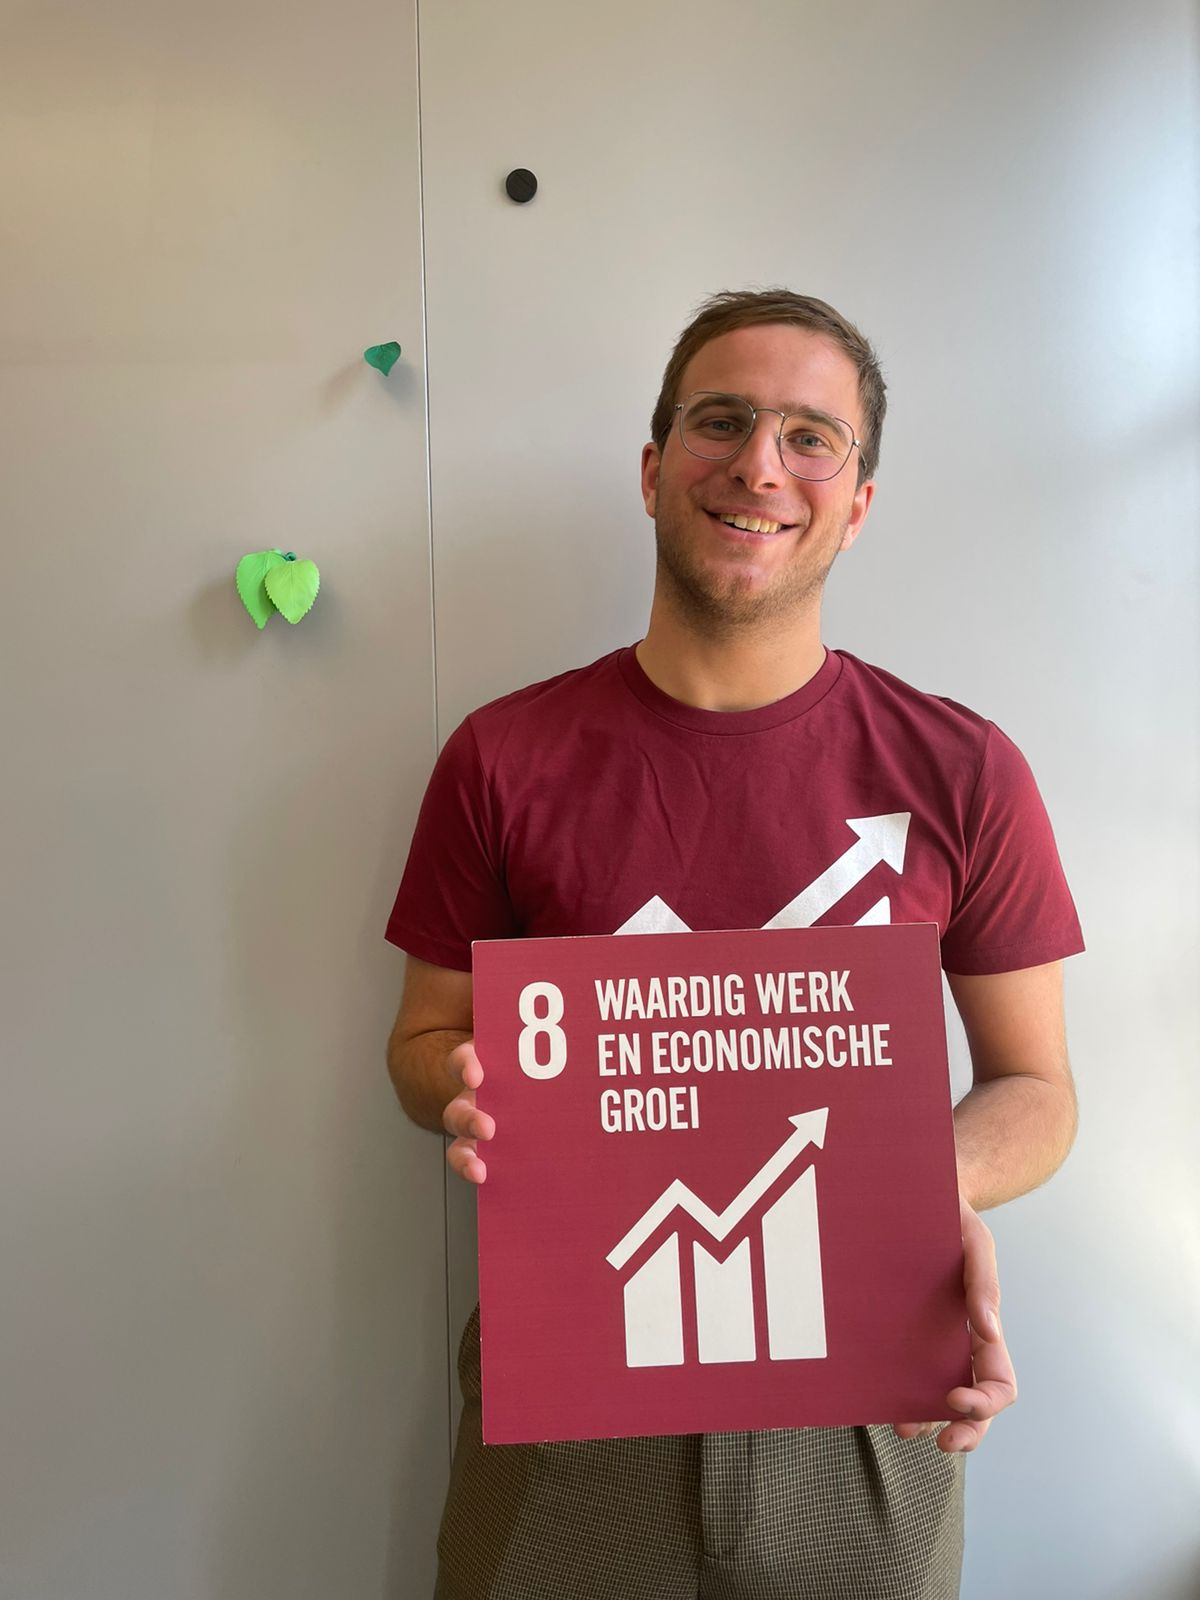 8
WAARDIG WERK
EN ECONOMISCHE
GROEI